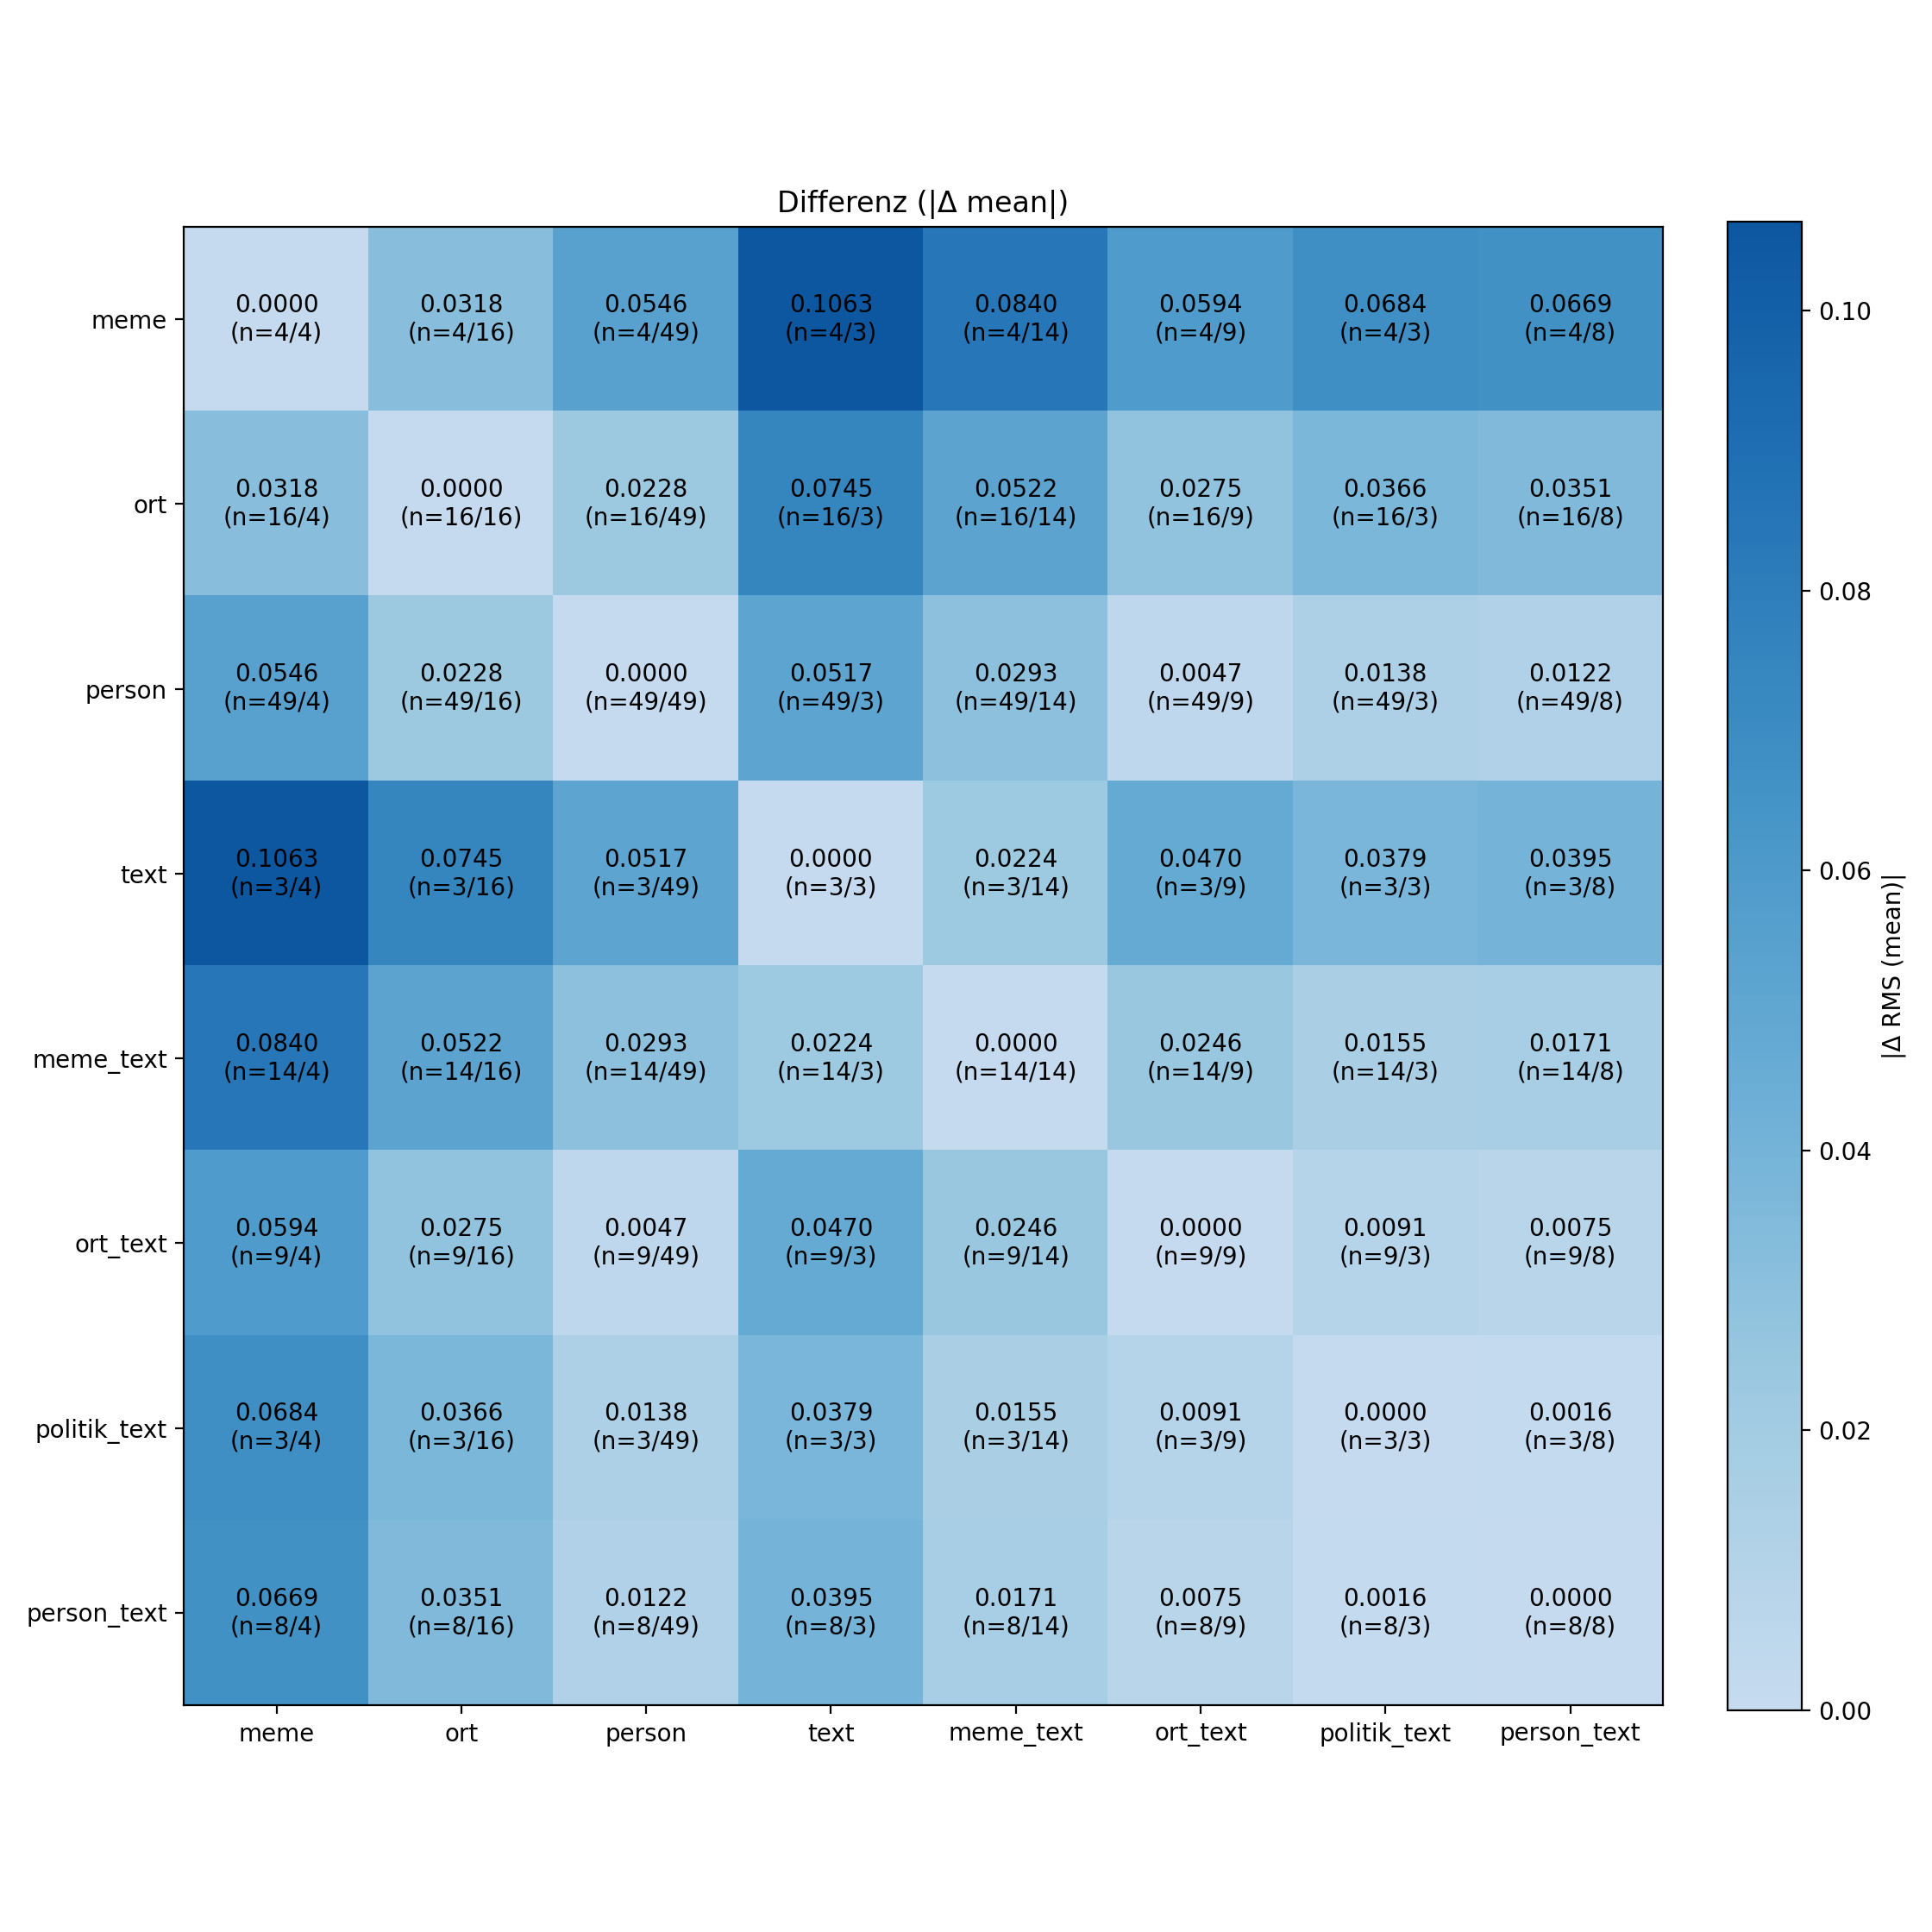 Differenz (|Δ mean|)
meme
0.0000 0.0318 0.0546 0.1063 0.0840 0.0594 0.0684 0.0669
(n=4/4) (n=4/16) (n=4/49) (n=4/3) (n=4/14) (n=4/9) (n=4/3) (n=4/8)
ort
0.0318 0.0000 0.0228 0.0745 0.0522 0.0275 0.0366 0.0351
(n=16/4) (n=16/16) (n=16/49) (n=16/3) (n=16/14) (n=16/9) (n=16/3) (n=16/8)
person
0.0546 0.0228 0.0000 0.0517 0.0293 0.0047 0.0138 0.0122
(n=49/4) (n=49/16) (n=49/49) (n=49/3) (n=49/14) (n=49/9) (n=49/3) (n=49/8)
text
0.1063 0.0745 0.0517 0.0000 0.0224 0.0470 0.0379 0.0395
(n=3/4) (n=3/16) (n=3/49) (n=3/3) (n=3/14) (n=3/9) (n=3/3) (n=3/8)
meme_text
0.0840 0.0522 0.0293 0.0224 0.0000 0.0246 0.0155 0.0171
(n=14/4) (n=14/16) (n=14/49) (n=14/3) (n=14/14) (n=14/9) (n=14/3) (n=14/8)
ort_text
0.0594 0.0275 0.0047 0.0470 0.0246 0.0000 0.0091 0.0075
(n=9/4) (n=9/16) (n=9/49) (n=9/3) (n=9/14) (n=9/9) (n=9/3) (n=9/8)
politik_text
0.0684 0.0366 0.0138 0.0379 0.0155 0.0091 0.0000 0.0016
(n=3/4) (n=3/16) (n=3/49) (n=3/3) (n=3/14) (n=3/9) (n=3/3) (n=3/8)
person_text
0.0669 0.0351 0.0122 0.0395 0.0171 0.0075 0.0016 0.0000
(n=8/4) (n=8/16) (n=8/49) (n=8/3) (n=8/14) (n=8/9) (n=8/3) (n=8/8)
meme ort person text meme_text ort_text politik_text person_text
0.10
0.08
0.06
0.04
0.02
0.00
|Δ RMS (mean)|